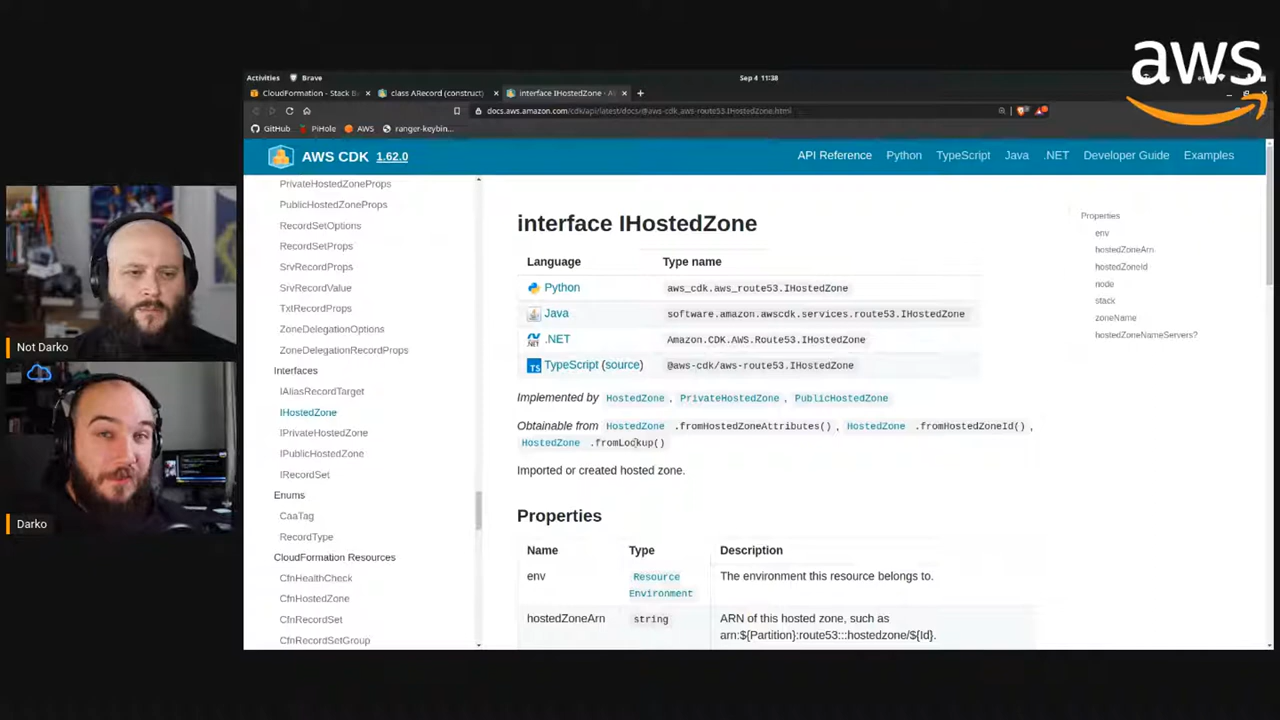 aws
Activities
Brave
Sep 4 11:38
CloudFormation - Stack
class ARecord (construct)
interface IHostedZone
docs.aws.amazon.com/cdk/api/latest/docs/@aws-cdk_aws-route53.IHostedZone.html
GitHub
PiHole
AWS
ranger-keybin...
AWS CDK 1.62.0
API Reference
Python
TypeScript
Java
.NET
Developer Guide
Examples
PrivateHostedZoneProps
PublicHostedZoneProps
RecordSetOptions
RecordSetProps
SrvRecordProps
SrvRecordValue
TxtRecordProps
ZoneDelegationOptions
ZoneDelegationRecordProps
Interfaces
IAliasRecordTarget
IHostedZone
IPrivateHostedZone
IPublicHostedZone
IRecordSet
Enums
CaaTag
RecordType
CloudFormation Resources
CfnHealthCheck
CfnHostedZone
CfnRecordSet
CfnRecordSetGroup
interface IHostedZone
Language Type name
Python aws_cdk.aws_route53.IHostedZone
Java software.amazon.awscdk.services.route53.IHostedZone
.NET Amazon.CDK.AWS.Route53.IHostedZone
TS TypeScript (source) @aws-cdk/aws-route53.IHostedZone
Implemented by HostedZone , PrivateHostedZone , PublicHostedZone
Obtainable from HostedZone .fromHostedZoneAttributes() , HostedZone .fromHostedZoneId() ,
HostedZone .fromLookup()
Imported or created hosted zone.
Properties
Name Type Description
env Resource The environment this resource belongs to.
Environment
hostedZoneArn string ARN of this hosted zone, such as
arn:${Partition}:route53:::hostedzone/${Id}.
Properties
env
hostedZoneArn
hostedZoneId
node
stack
zoneName
hostedZoneNameServers?
Not Darko
Darko